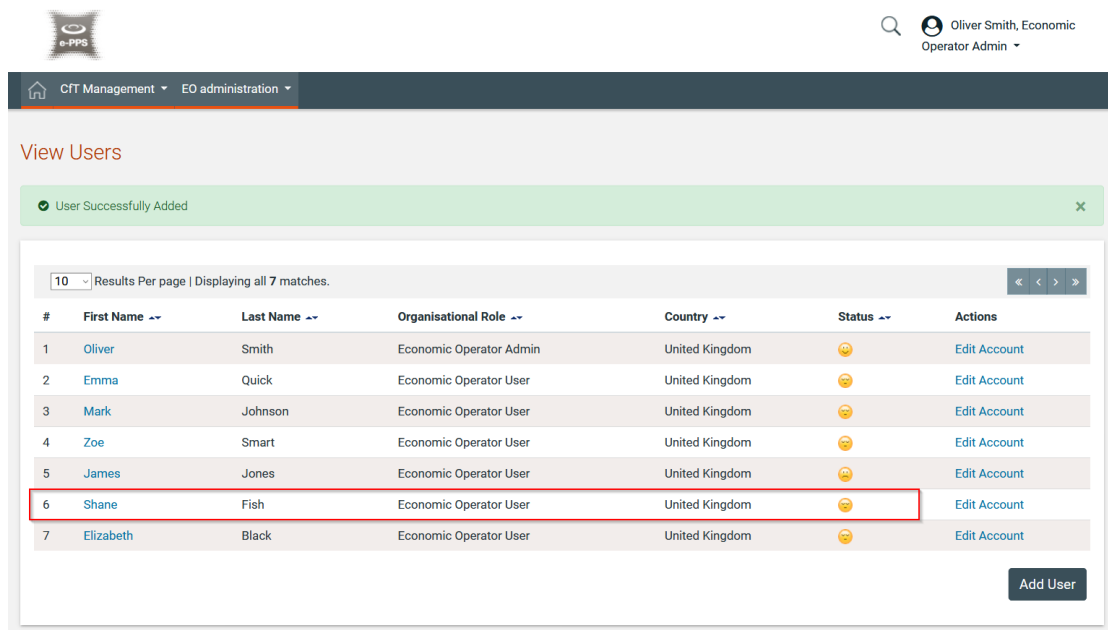 e-PPS
Oliver Smith, Economic
Operator Admin
CfT Management EO administration
View Users
User Successfully Added ×
10 Results Per page | Displaying all 7 matches. « ‹ › »
# First Name Last Name Organisational Role Country Status Actions
1 Oliver Smith Economic Operator Admin United Kingdom Edit Account
2 Emma Quick Economic Operator User United Kingdom Edit Account
3 Mark Johnson Economic Operator User United Kingdom Edit Account
4 Zoe Smart Economic Operator User United Kingdom Edit Account
5 James Jones Economic Operator User United Kingdom Edit Account
6 Shane Fish Economic Operator User United Kingdom Edit Account
7 Elizabeth Black Economic Operator User United Kingdom Edit Account
Add User